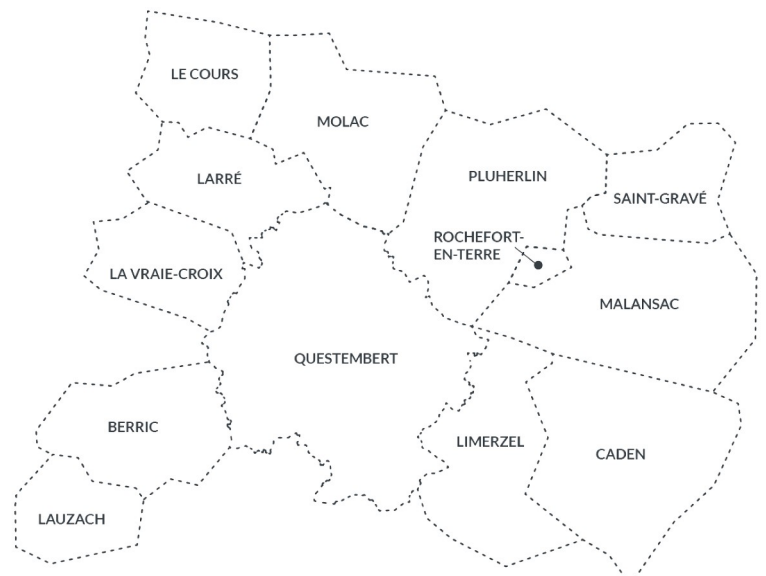 LE COURS
MOLAC
LARRÉ
PLUHERLIN
SAINT-GRAVÉ
ROCHEFORT-
EN-TERRE
LA VRAIE-CROIX
MALANSAC
QUESTEMBERT
BERRIC
LIMERZEL
CADEN
LAUZACH